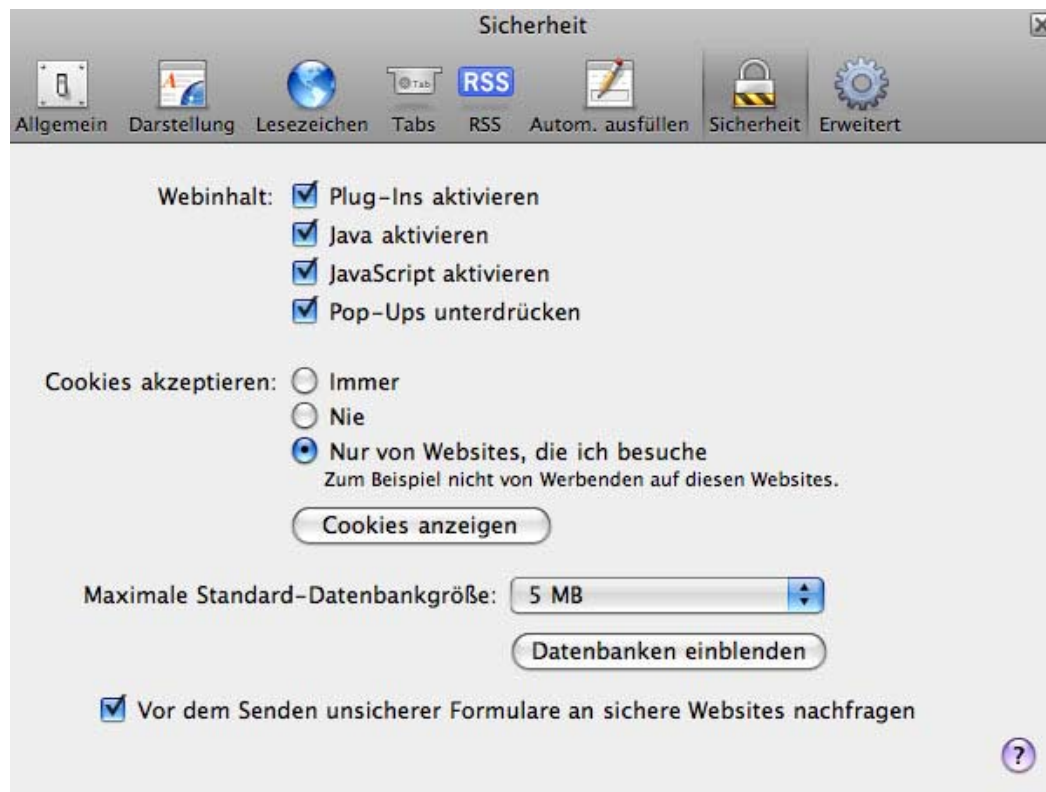 Sicherheit
Allgemein Darstellung Lesezeichen Tabs RSS Autom. ausfüllen Sicherheit Erweitert
Tab
RSS
Webinhalt: Plug-Ins aktivieren
Java aktivieren
JavaScript aktivieren
Pop-Ups unterdrücken
Cookies akzeptieren: Immer
Nie
Nur von Websites, die ich besuche
Zum Beispiel nicht von Werbenden auf diesen Websites.
Cookies anzeigen
Maximale Standard-Datenbankgröße: 5 MB
Datenbanken einblenden
Vor dem Senden unsicherer Formulare an sichere Websites nachfragen
?